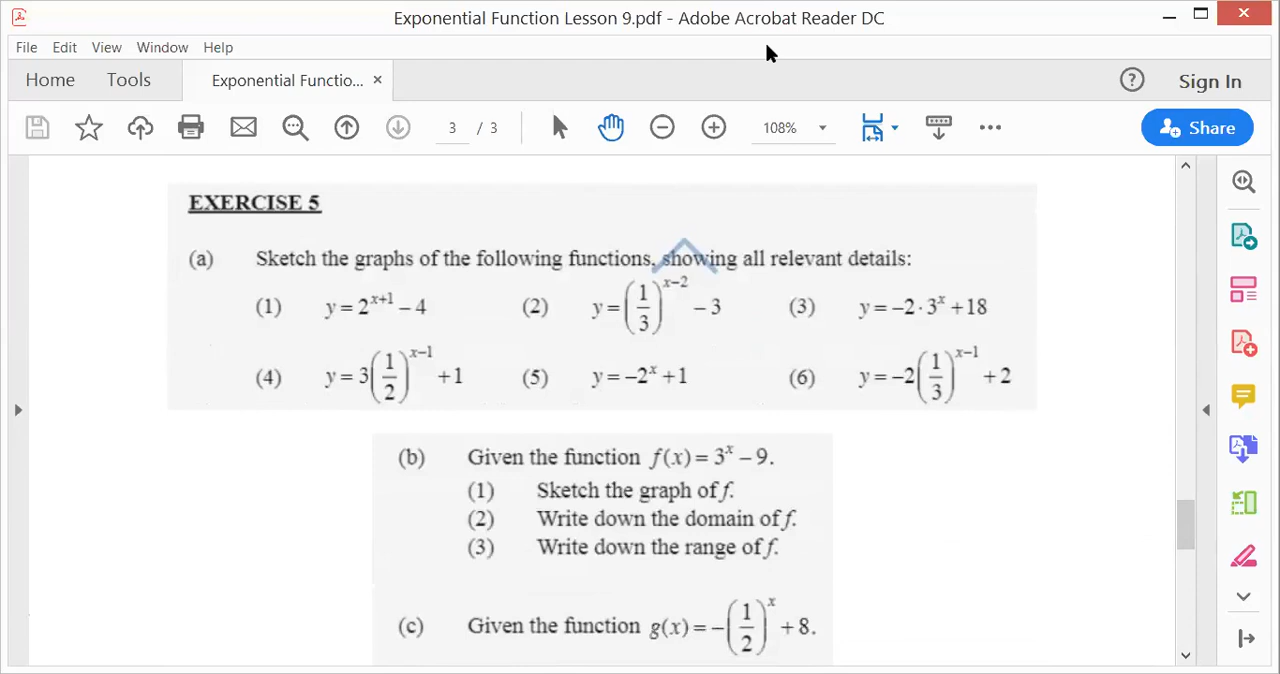 Exponential Function Lesson 9.pdf - Adobe Acrobat Reader DC
File Edit View Window Help
Home Tools Exponential Functio... × ? Sign In
3 / 3 108% Share
EXERCISE 5
(a) Sketch the graphs of the following functions, showing all relevant details:
(1) y = 2^{x+1} – 4 (2) y = (1/3)^{x–2} – 3 (3) y = –2 · 3^x + 18
(4) y = 3(1/2)^{x–1} + 1 (5) y = –2^x + 1 (6) y = –2(1/3)^{x–1} + 2
(b) Given the function f(x) = 3^x – 9.
(1) Sketch the graph of f.
(2) Write down the domain of f.
(3) Write down the range of f.
(c) Given the function g(x) = –(1/2)^x + 8.